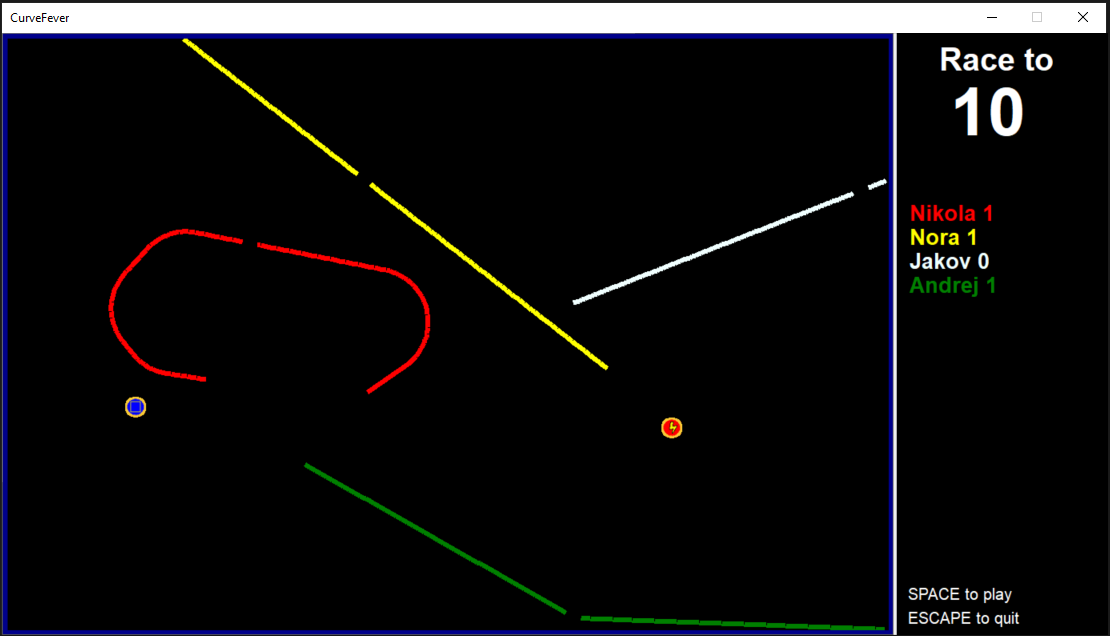 CurveFever
Race to
10
Nikola 1
Nora 1
Jakov 0
Andrej 1
SPACE to play
ESCAPE to quit